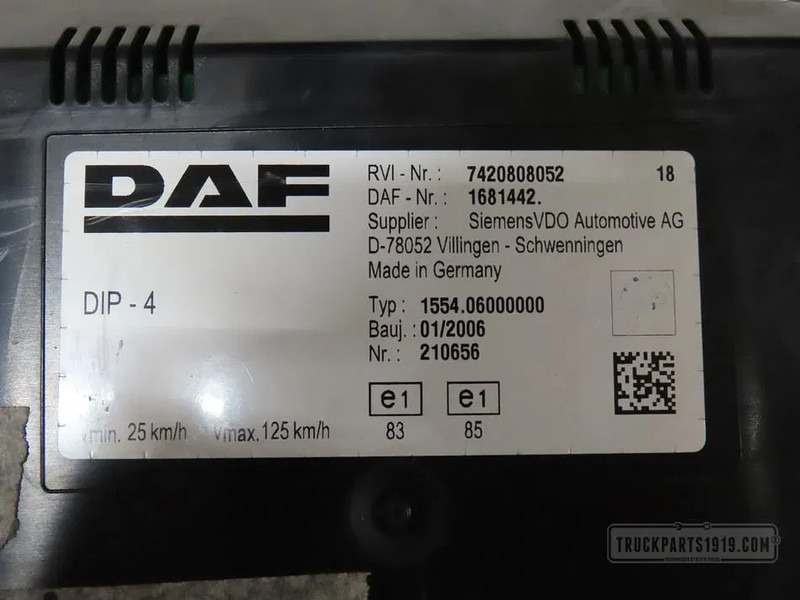 DAF
DIP - 4
Vmin. 25 km/h Vmax. 125 km/h
RVI - Nr. : 7420808052 18
DAF - Nr. : 1681442.
Supplier : SiemensVDO Automotive AG
D-78052 Villingen - Schwenningen
Made in Germany
Typ : 1554.06000000
Bauj. : 01/2006
Nr. : 210656
e1 e1
83 85
TRUCKPARTS1919.COM